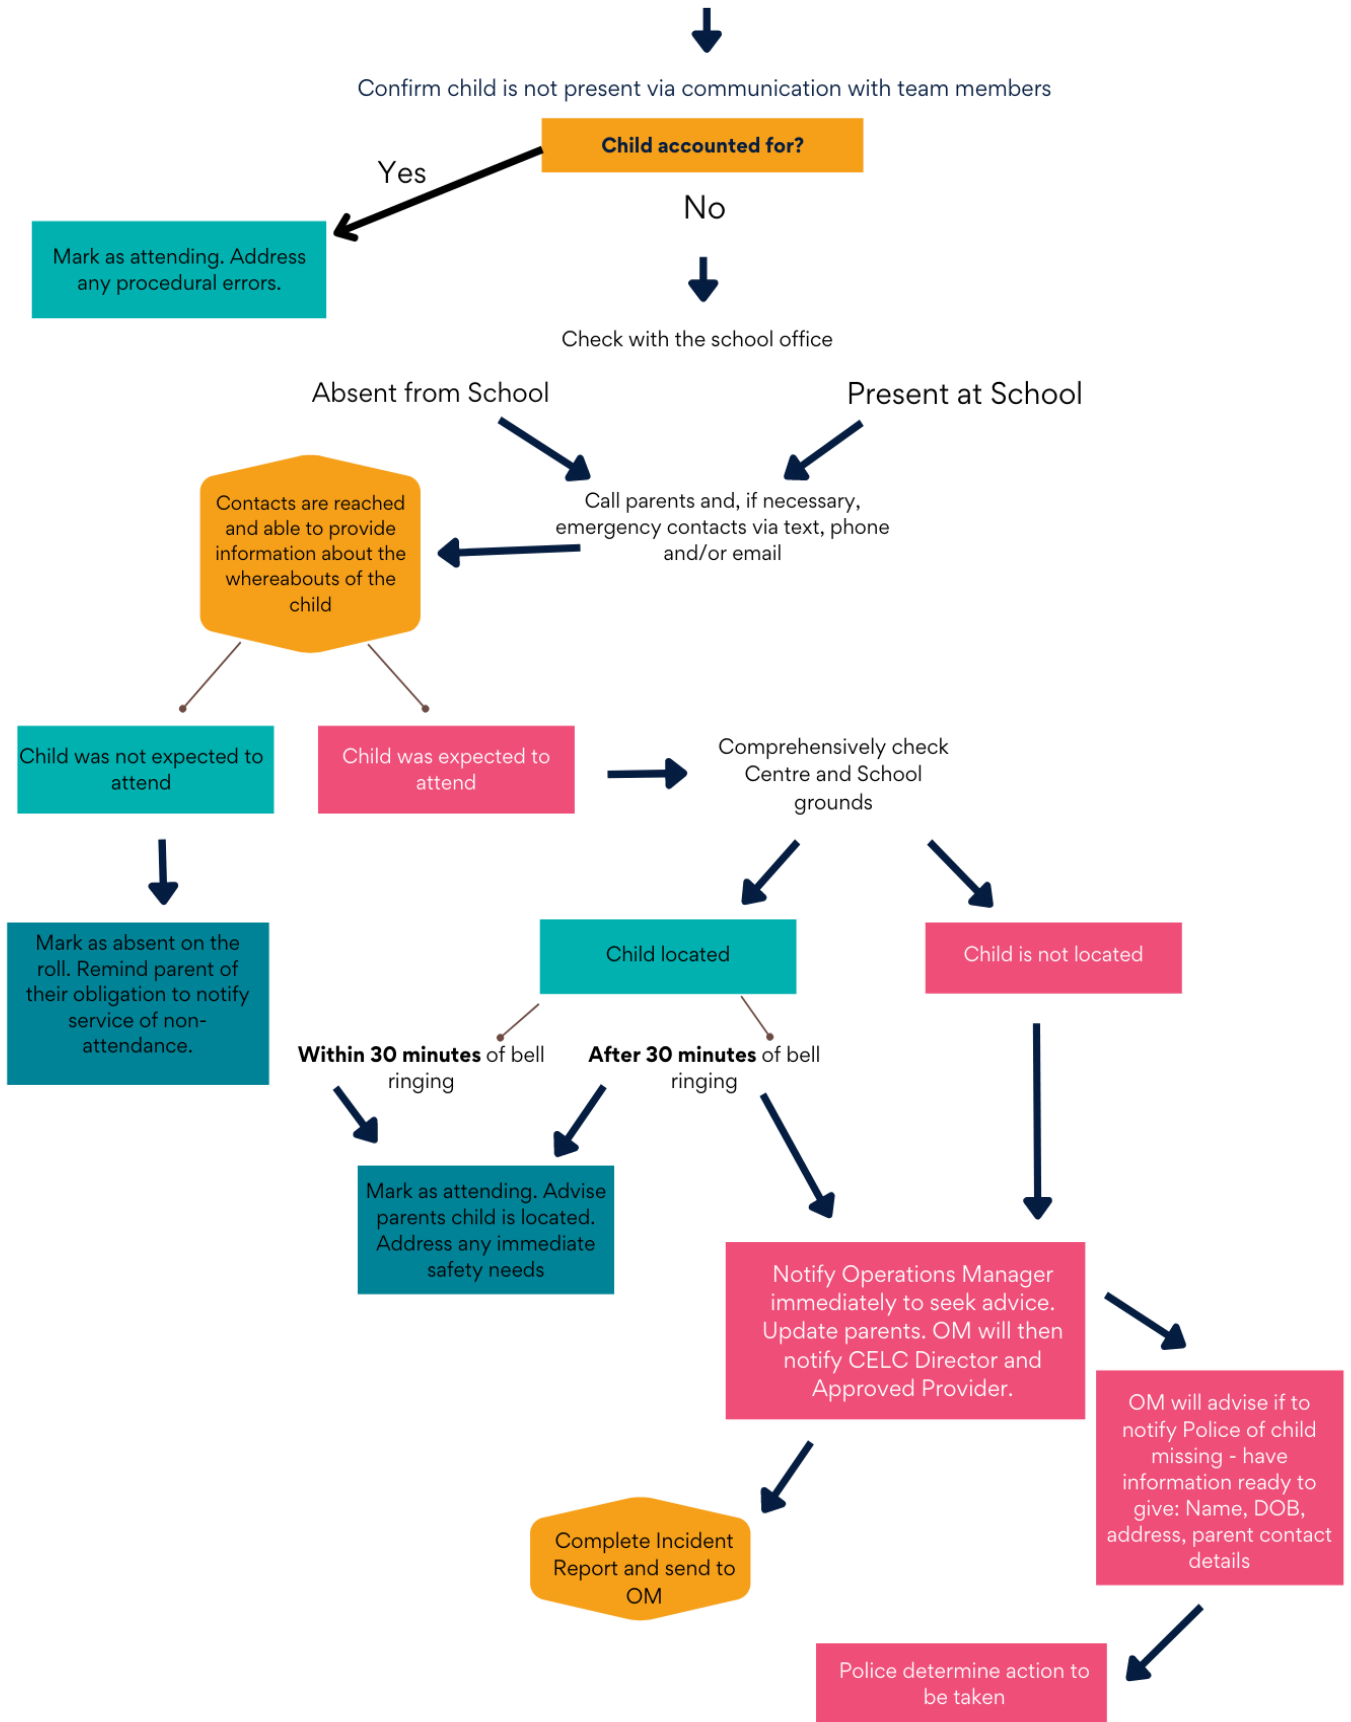 Confirm child is not present via communication with team members
Child accounted for?
Yes
No
Mark as attending. Address
any procedural errors.
Check with the school office
Absent from School
Present at School
Contacts are reached
and able to provide
information about the
whereabouts of the
child
Call parents and, if necessary,
emergency contacts via text, phone
and/or email
Child was not expected to
attend
Child was expected to
attend
Comprehensively check
Centre and School
grounds
Mark as absent on the
roll. Remind parent of
their obligation to notify
service of non-
attendance.
Child located
Child is not located
Within 30 minutes of bell
ringing
After 30 minutes of bell
ringing
Mark as attending. Advise
parents child is located.
Address any immediate
safety needs
Notify Operations Manager
immediately to seek advice.
Update parents. OM will then
notify CELC Director and
Approved Provider.
OM will advise if to
notify Police of child
missing - have
information ready to
give: Name, DOB,
address, parent contact
details
Complete Incident
Report and send to
OM
Police determine action to
be taken